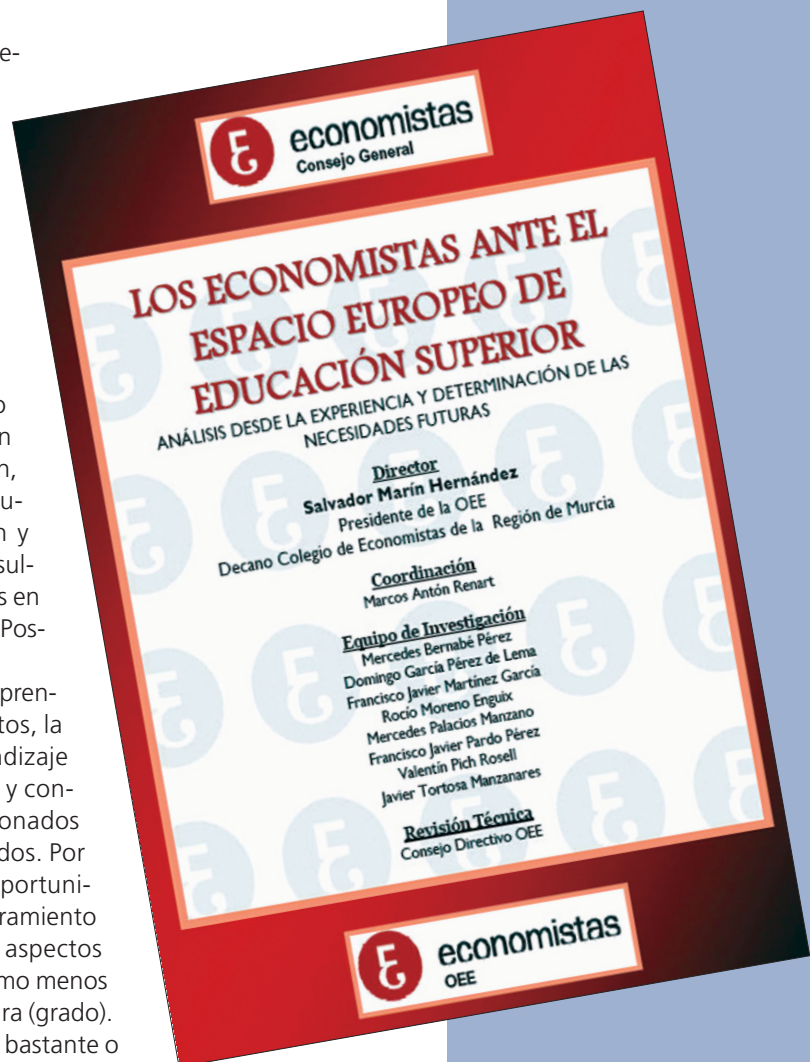 e-
o
n
n,
u-
n y
sul-
s en
Pos-
pren-
tos, la
ndizaje
y con-
onados
dos. Por
portuni-
ramiento
aspectos
mo menos
ra (grado).
bastante o
economistas
Consejo General
LOS ECONOMISTAS ANTE EL
ESPACIO EUROPEO DE
EDUCACIÓN SUPERIOR
ANÁLISIS DESDE LA EXPERIENCIA Y DETERMINACIÓN DE LAS
NECESIDADES FUTURAS
Director
Salvador Marín Hernández
Presidente de la OEE
Decano Colegio de Economistas de la Región de Murcia
Coordinación
Marcos Antón Renart
Equipo de Investigación
Mercedes Bernabé Pérez
Domingo García Pérez de Lema
Francisco Javier Martínez García
Rocío Moreno Enguix
Mercedes Palacios Manzano
Francisco Javier Pardo Pérez
Valentín Pich Rosell
Javier Tortosa Manzanares
Revisión Técnica
Consejo Directivo OEE
economistas
OEE